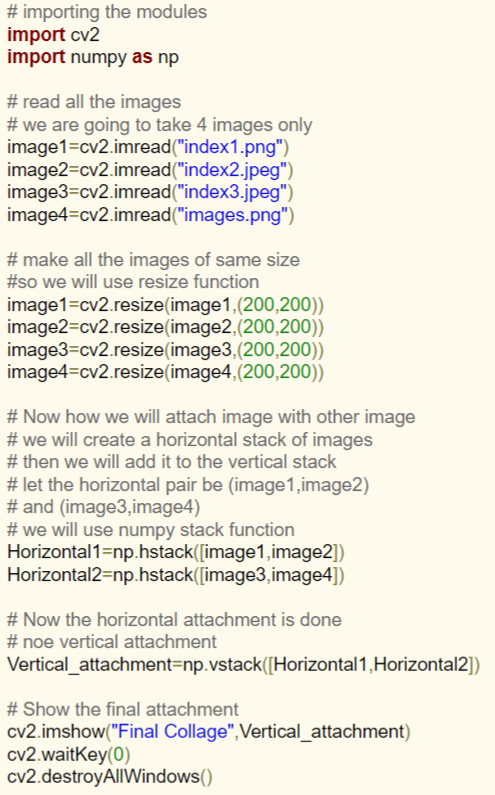 # importing the modules
import cv2
import numpy as np
# read all the images
# we are going to take 4 images only
image1=cv2.imread("index1.png")
image2=cv2.imread("index2.jpeg")
image3=cv2.imread("index3.jpeg")
image4=cv2.imread("images.png")
# make all the images of same size
#so we will use resize function
image1=cv2.resize(image1,(200,200))
image2=cv2.resize(image2,(200,200))
image3=cv2.resize(image3,(200,200))
image4=cv2.resize(image4,(200,200))
# Now how we will attach image with other image
# we will create a horizontal stack of images
# then we will add it to the vertical stack
# let the horizontal pair be (image1,image2)
# and (image3,image4)
# we will use numpy stack function
Horizontal1=np.hstack([image1,image2])
Horizontal2=np.hstack([image3,image4])
# Now the horizontal attachment is done
# noe vertical attachment
Vertical_attachment=np.vstack([Horizontal1,Horizontal2])
# Show the final attachment
cv2.imshow("Final Collage",Vertical_attachment)
cv2.waitKey(0)
cv2.destroyAllWindows()